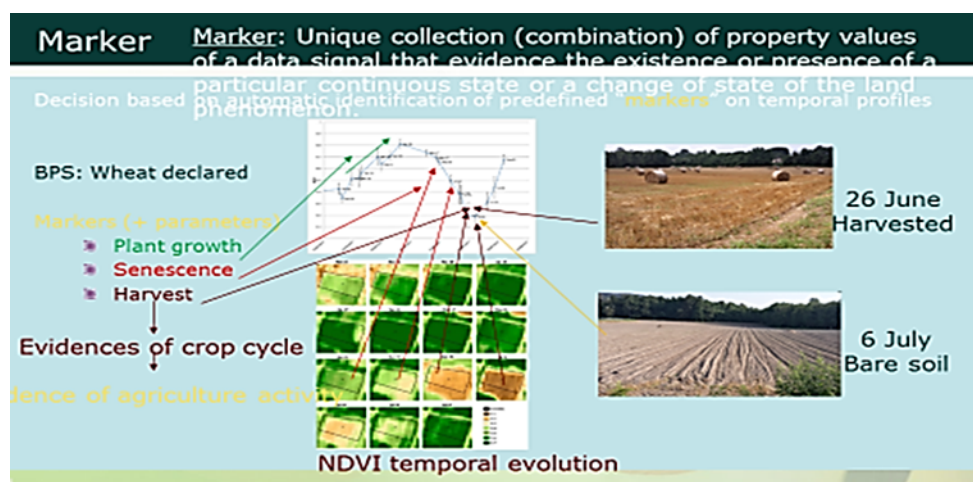 Marker
Marker: Unique collection (combination) of property values
of a data signal that evidence the existence or presence of a
particular continuous state or a change of state of the land
phenomenon.
Decision based on automatic identification of predefined "markers" on temporal profiles
BPS: Wheat declared
Markers (+ parameters)
Plant growth
Senescence
Harvest
Evidences of crop cycle
dence of agriculture activity
26 June
Harvested
6 July
Bare soil
NDVI temporal evolution